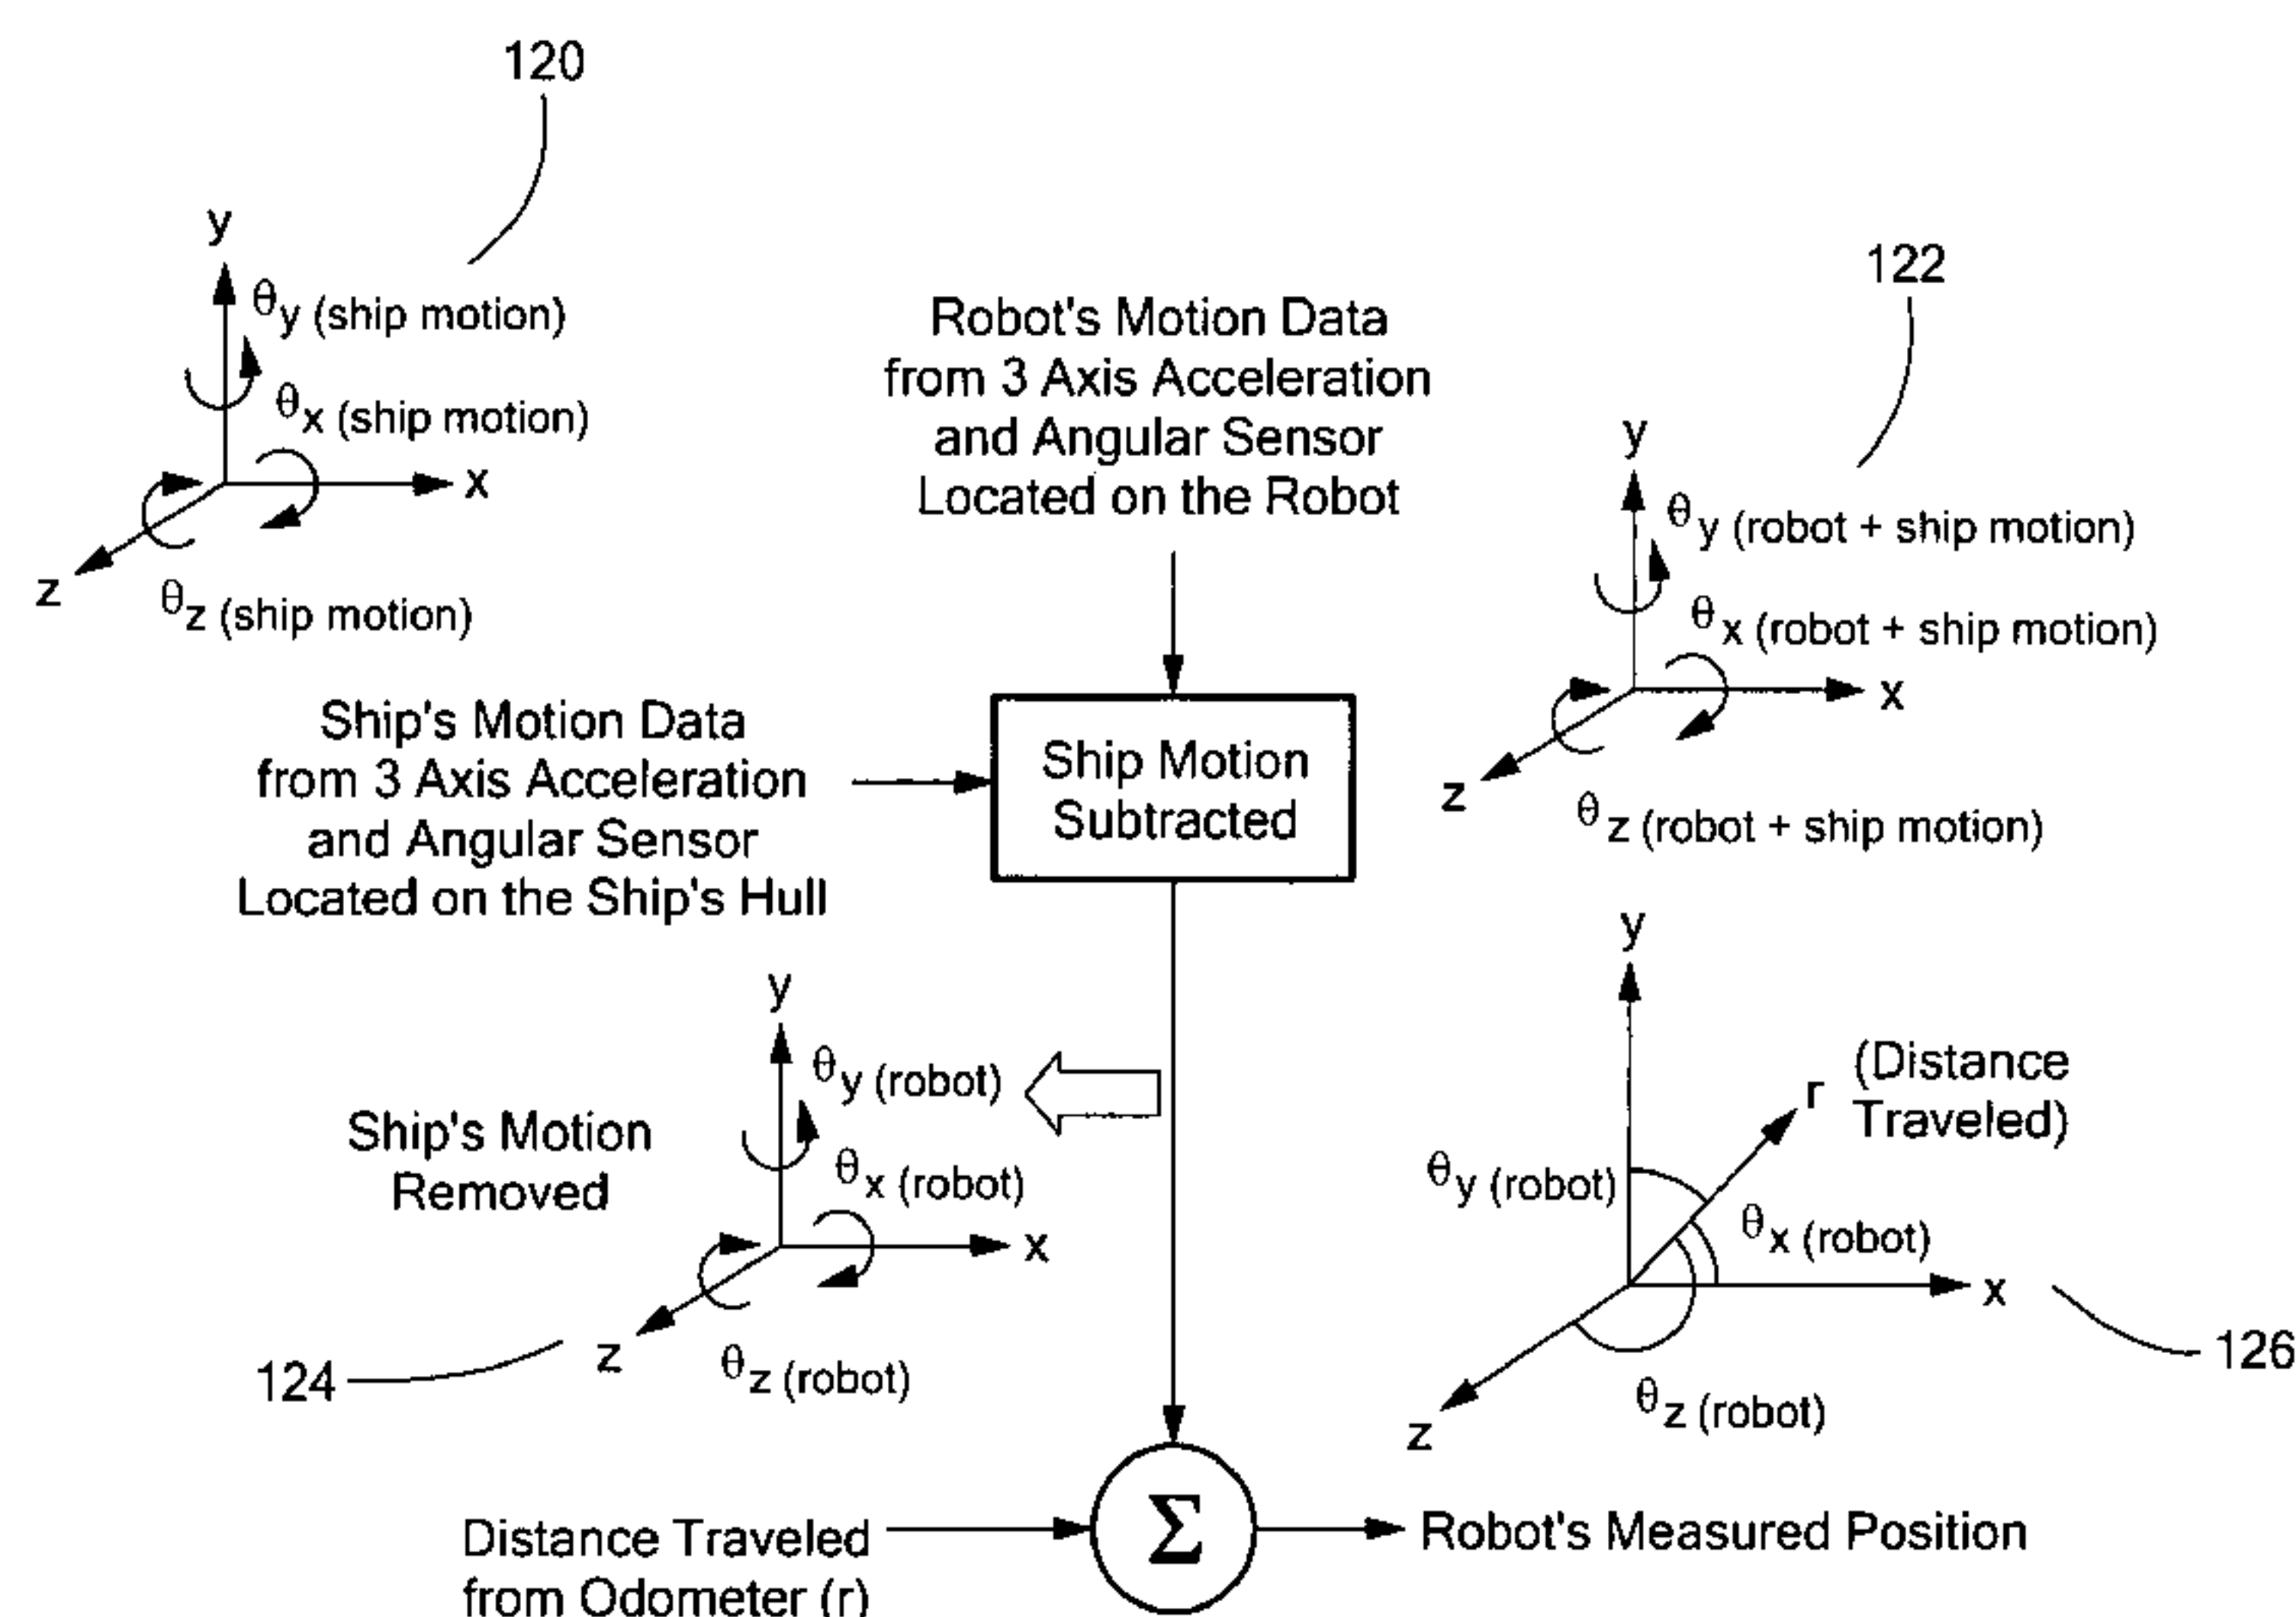 120
y
θy (ship motion)
θx (ship motion)
x
z
θz (ship motion)
Robot's Motion Data
from 3 Axis Acceleration
and Angular Sensor
Located on the Robot
122
y
θy (robot + ship motion)
θx (robot + ship motion)
x
z
θz (robot + ship motion)
Ship's Motion Data
from 3 Axis Acceleration
and Angular Sensor
Located on the Ship's Hull
Ship Motion
Subtracted
y
θy (robot)
θx (robot)
x
z
θz (robot)
Ship's Motion
Removed
124
y
r
(Distance
Traveled)
θy (robot)
θx (robot)
x
z
θz (robot)
126
Distance Traveled
from Odometer (r)
Σ
Robot's Measured Position